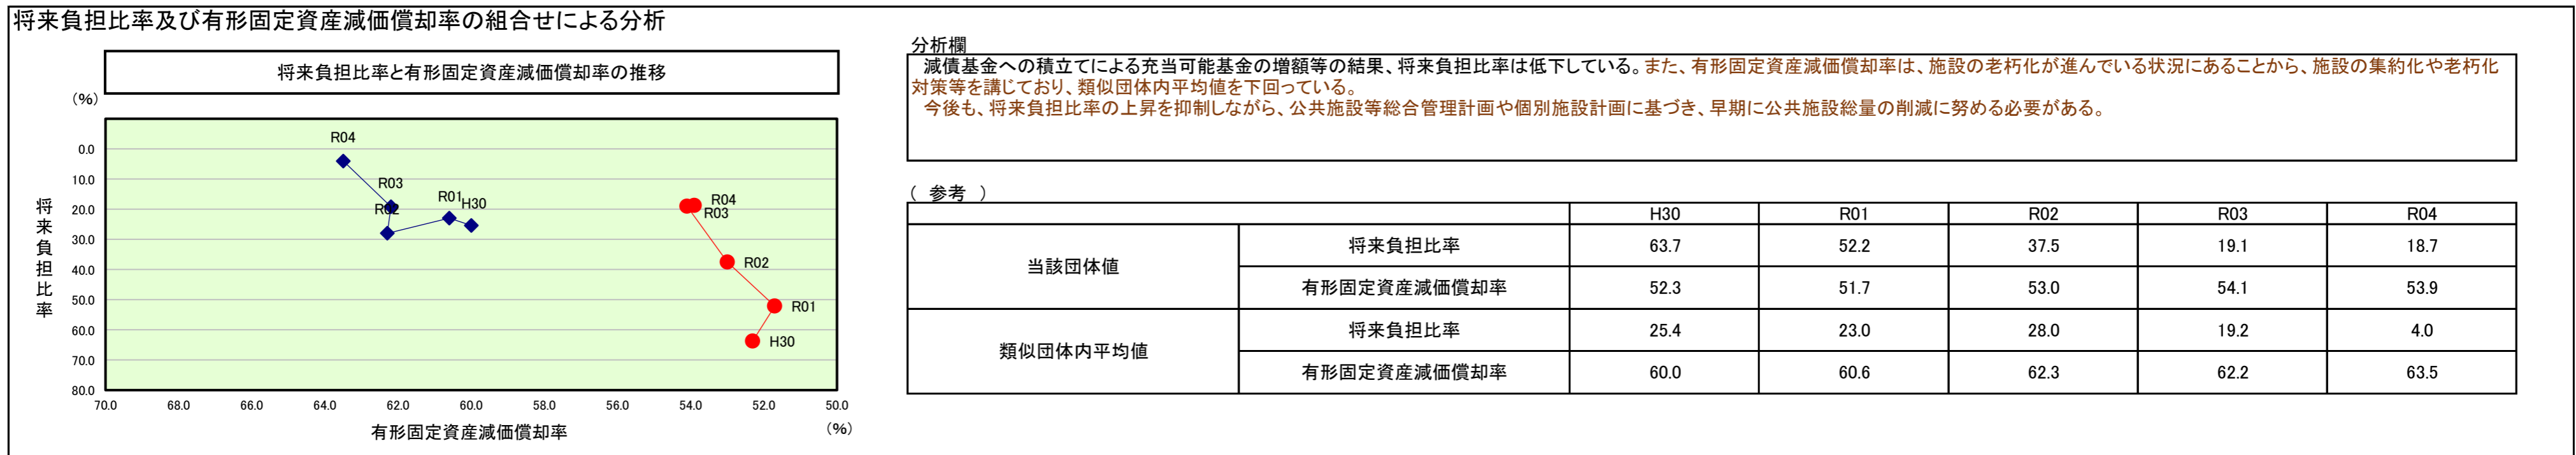 将来負担比率及び有形固定資産減価償却率の組合せによる分析
将来負担比率と有形固定資産減価償却率の推移
(%)
0.0
10.0
20.0
30.0
40.0
50.0
60.0
70.0
80.0
将来負担比率
R04
R03
R02
R01
H30
R04
R03
R02
R01
H30
70.0 68.0 66.0 64.0 62.0 60.0 58.0 56.0 54.0 52.0 50.0
有形固定資産減価償却率
(%)
分析欄
減債基金への積立てによる充当可能基金の増額等の結果、将来負担比率は低下している。また、有形固定資産減価償却率は、施設の老朽化が進んでいる状況にあることから、施設の集約化や老朽化
対策等を講じており、類似団体内平均値を下回っている。
今後も、将来負担比率の上昇を抑制しながら、公共施設等総合管理計画や個別施設計画に基づき、早期に公共施設総量の削減に努める必要がある。
( 参考 )
H30 R01 R02 R03 R04
当該団体値
将来負担比率 63.7 52.2 37.5 19.1 18.7
有形固定資産減価償却率 52.3 51.7 53.0 54.1 53.9
類似団体内平均値
将来負担比率 25.4 23.0 28.0 19.2 4.0
有形固定資産減価償却率 60.0 60.6 62.3 62.2 63.5